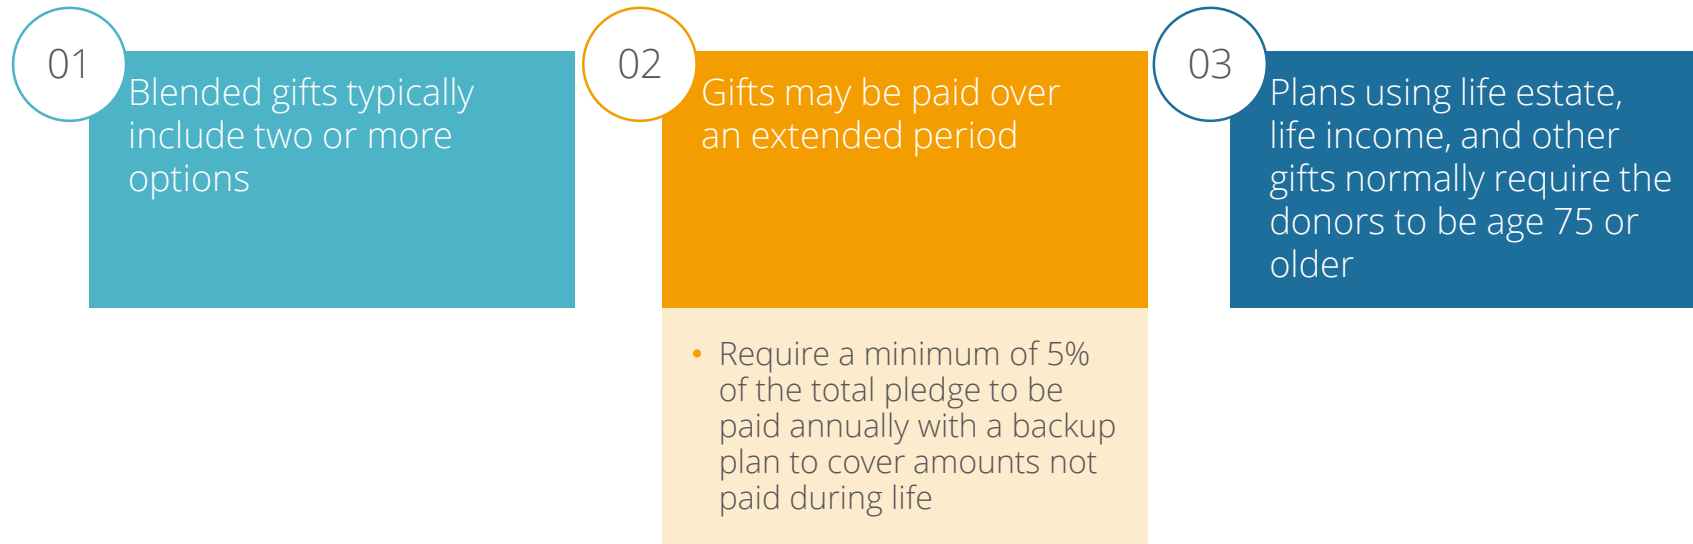 01
Blended gifts typically
include two or more
options
02
Gifts may be paid over
an extended period
• Require a minimum of 5%
of the total pledge to be
paid annually with a backup
plan to cover amounts not
paid during life
03
Plans using life estate,
life income, and other
gifts normally require the
donors to be age 75 or
older